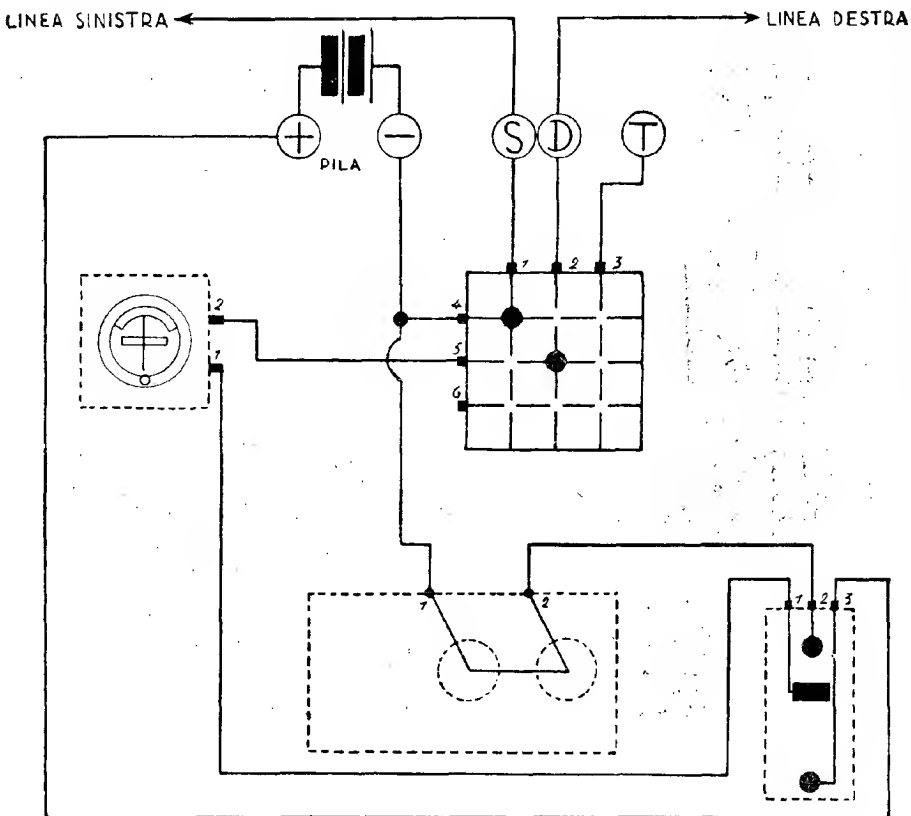 LINEA SINISTRA LINEA DESTRA
+ − S D T
PILA
1 2 3
2
4
1
5
6
1 2
1 2 3